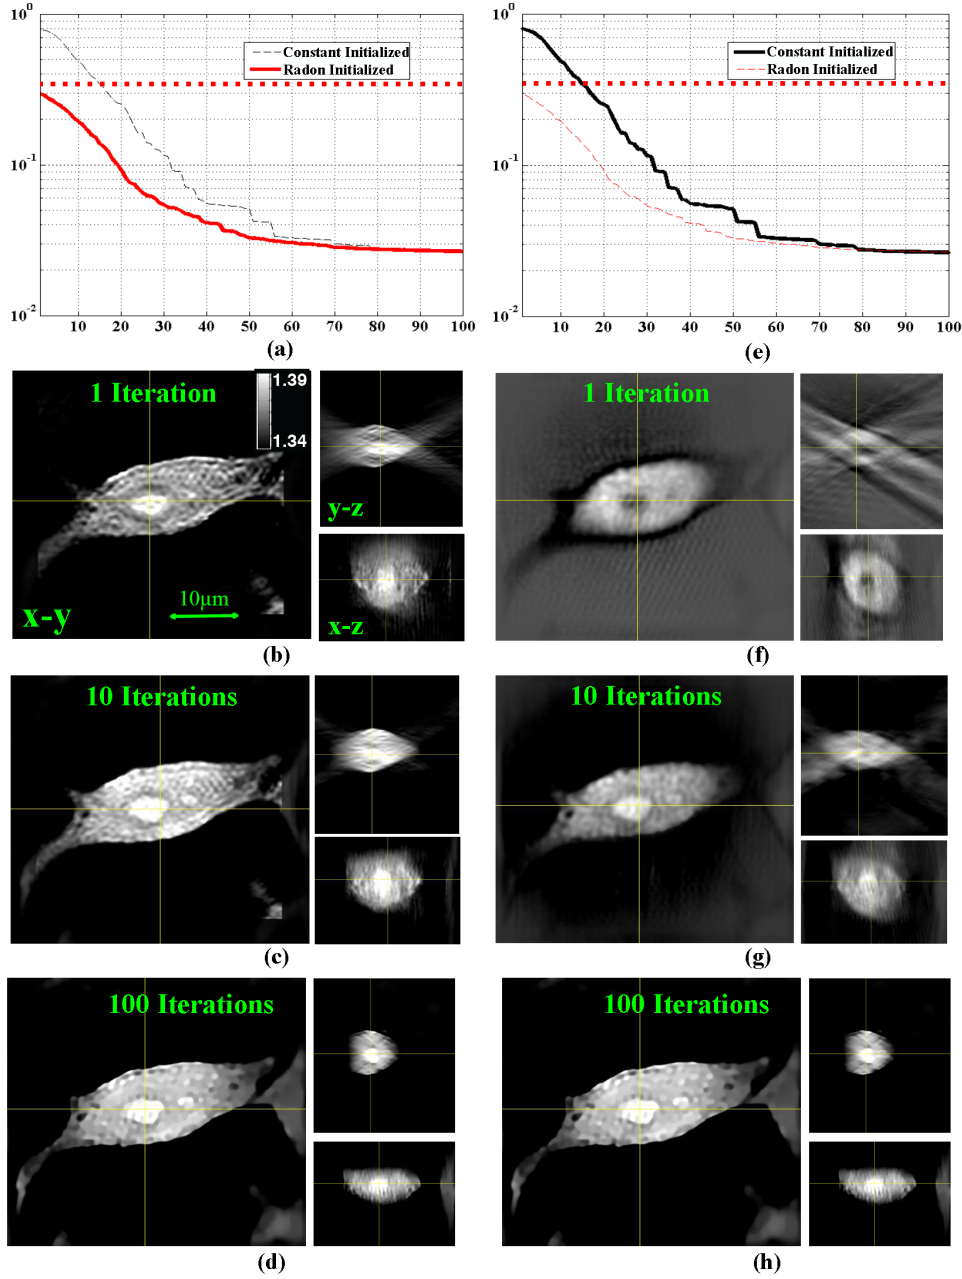 10^0
10^-1
10^-2
Constant Initialized
Radon Initialized
10 20 30 40 50 60 70 80 90 100
(a)
10^0
10^-1
10^-2
Constant Initialized
Radon Initialized
10 20 30 40 50 60 70 80 90 100
(e)
1 Iteration
1.39
1.34
y-z
10μm
x-y
x-z
(b)
1 Iteration
(f)
10 Iterations
(c)
10 Iterations
(g)
100 Iterations
(d)
100 Iterations
(h)